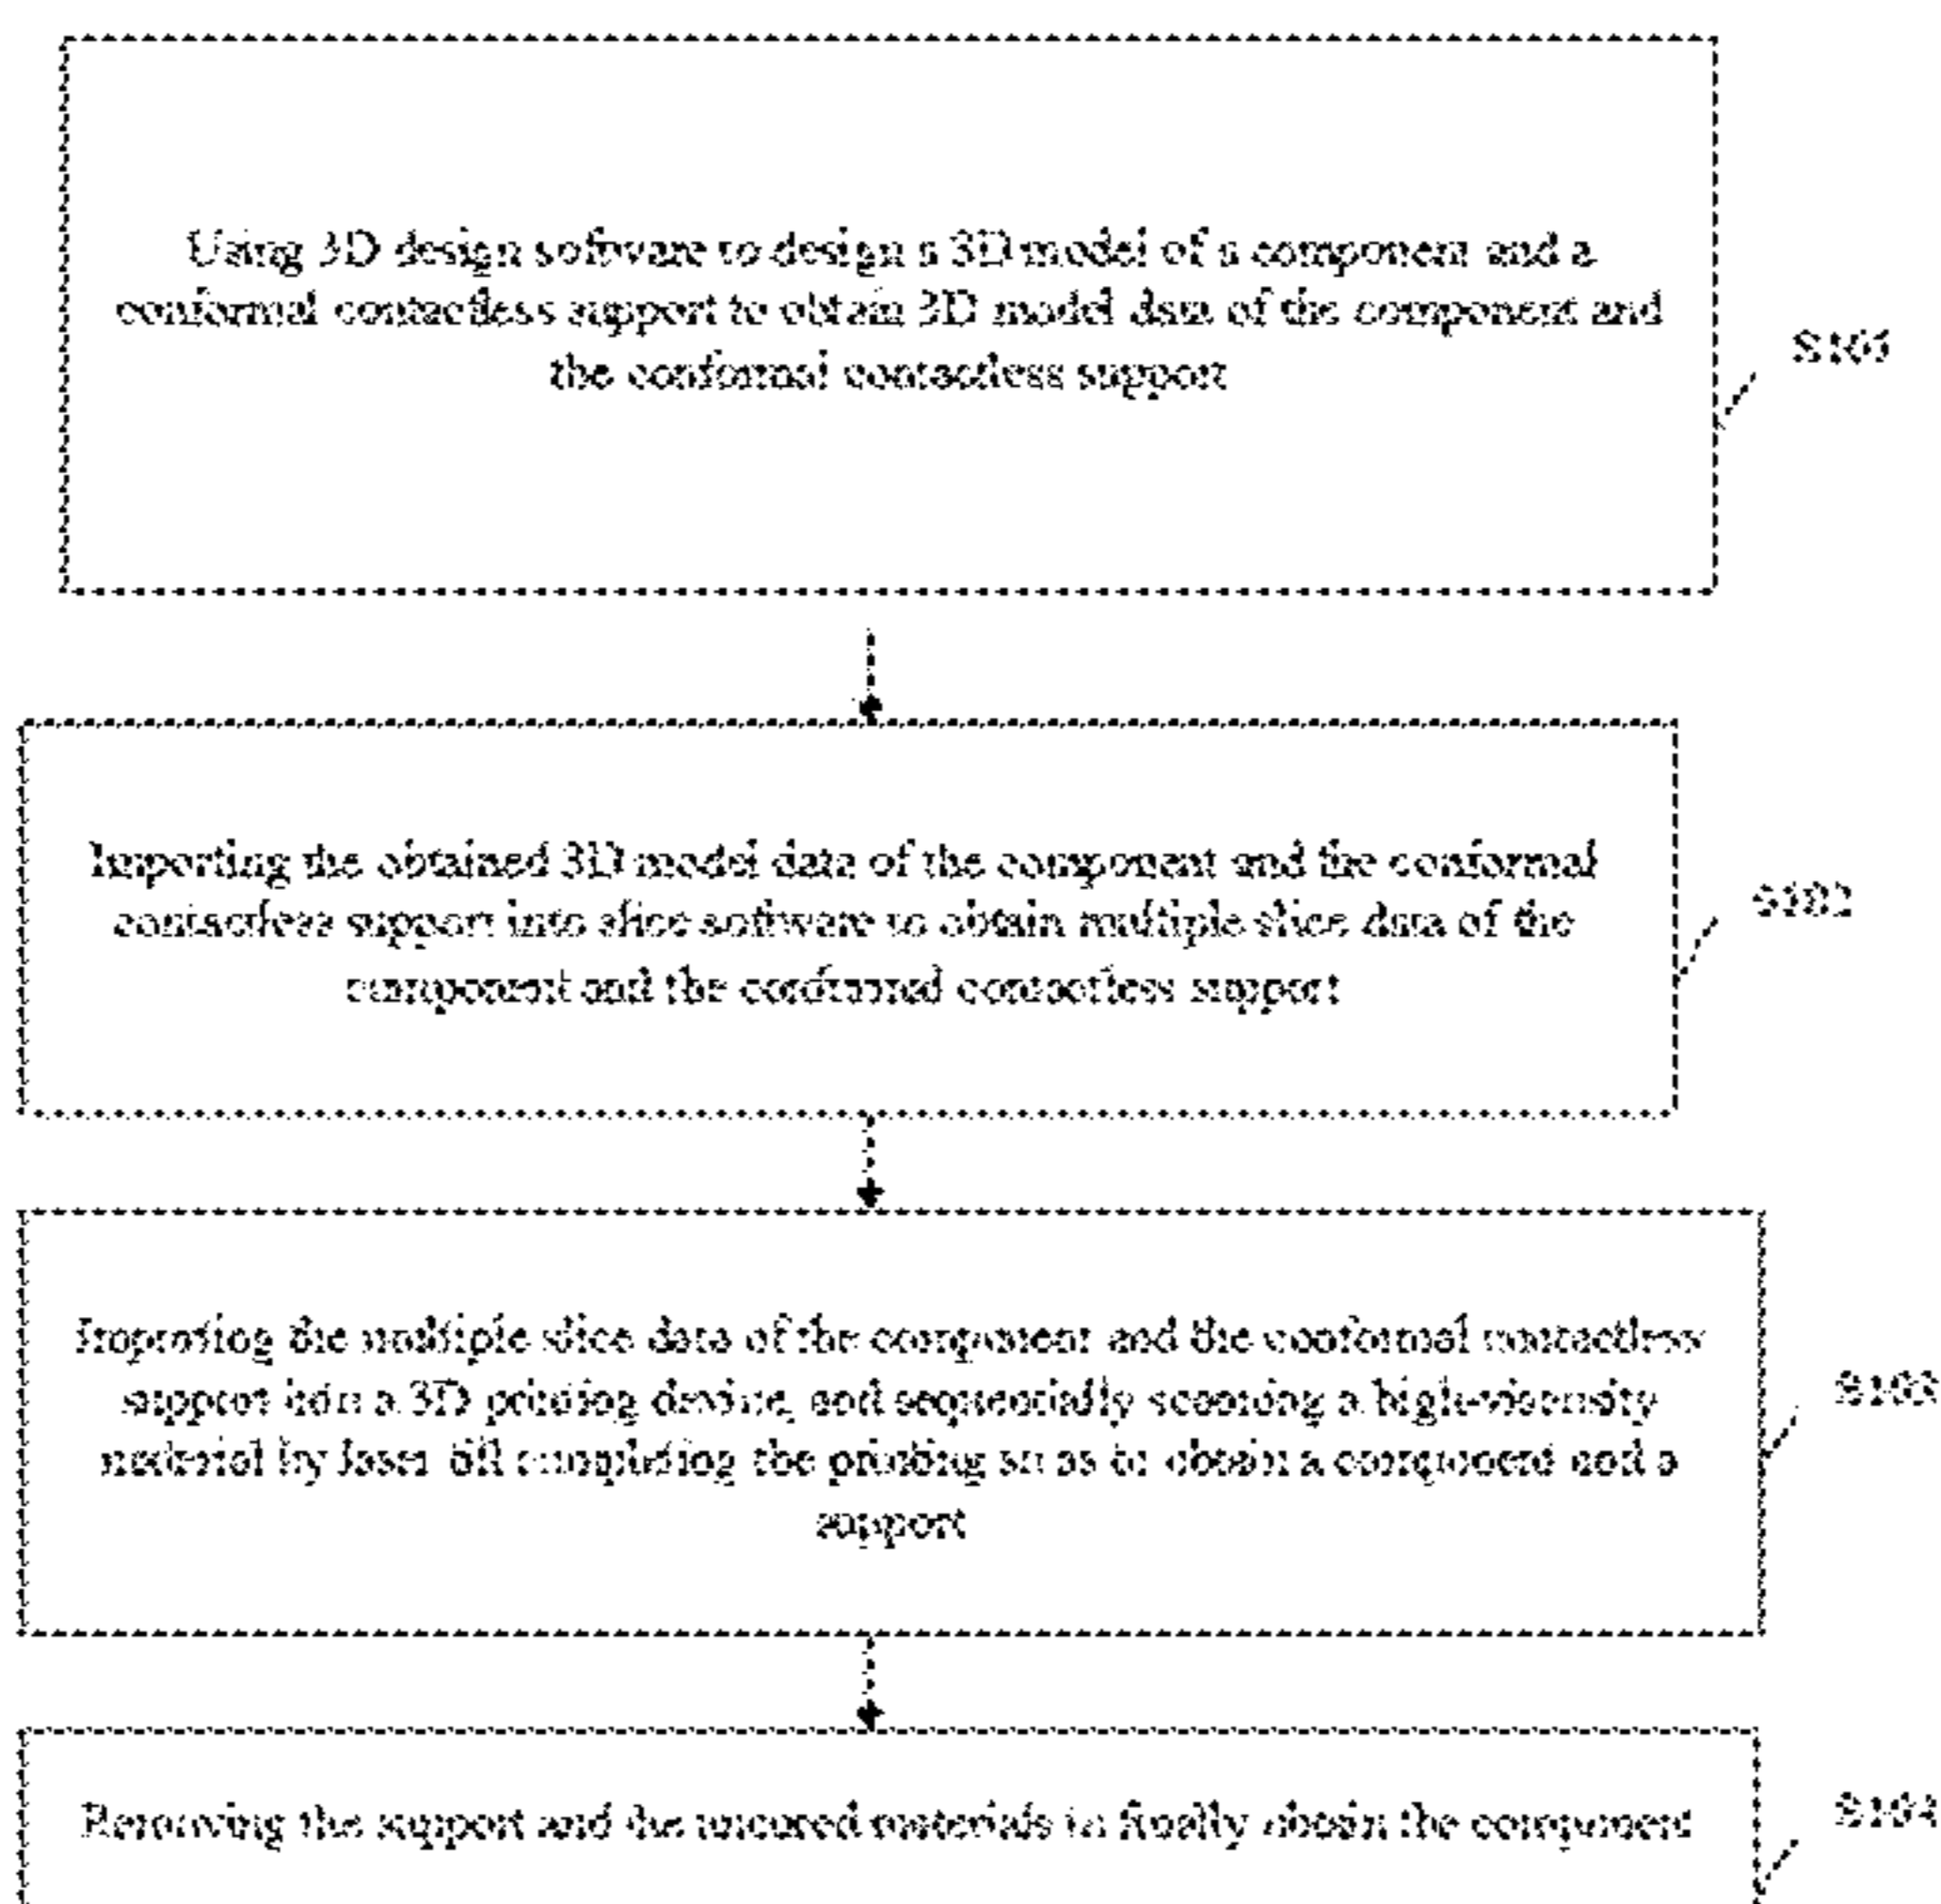 Using 3D design software to design a 3D model of a component and a
conformal contactless support to obtain 3D model data of the component and
the conformal contactless support
S101
Importing the obtained 3D model data of the component and the conformal
contactless support into slice software to obtain multiple slice data of the
component and the conformal contactless support
S102
Improting the multiple slice data of the component and the conformal contactless
support into a 3D printing device, and sequentially scanning a high-viscosity
material by laser till completing the printing so as to obtain a component and a
support
S103
Removing the support and the uncured materials to finally obtain the component
S104